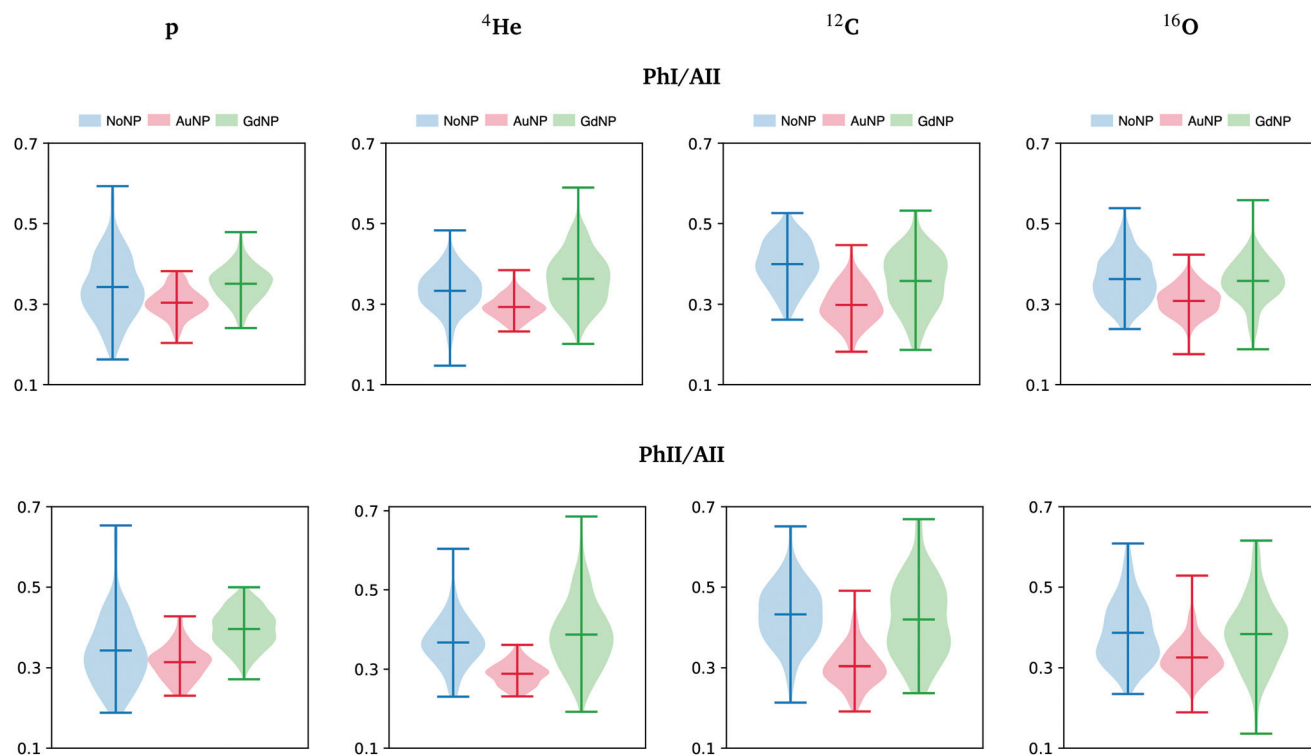 p ⁴He ¹²C ¹⁶O
PhI/AII
NoNP AuNP GdNP NoNP AuNP GdNP NoNP AuNP GdNP NoNP AuNP GdNP
0.7 0.7 0.7 0.7
0.5 0.5 0.5 0.5
0.3 0.3 0.3 0.3
0.1 0.1 0.1 0.1
PhII/AII
0.7 0.7 0.7 0.7
0.5 0.5 0.5 0.5
0.3 0.3 0.3 0.3
0.1 0.1 0.1 0.1